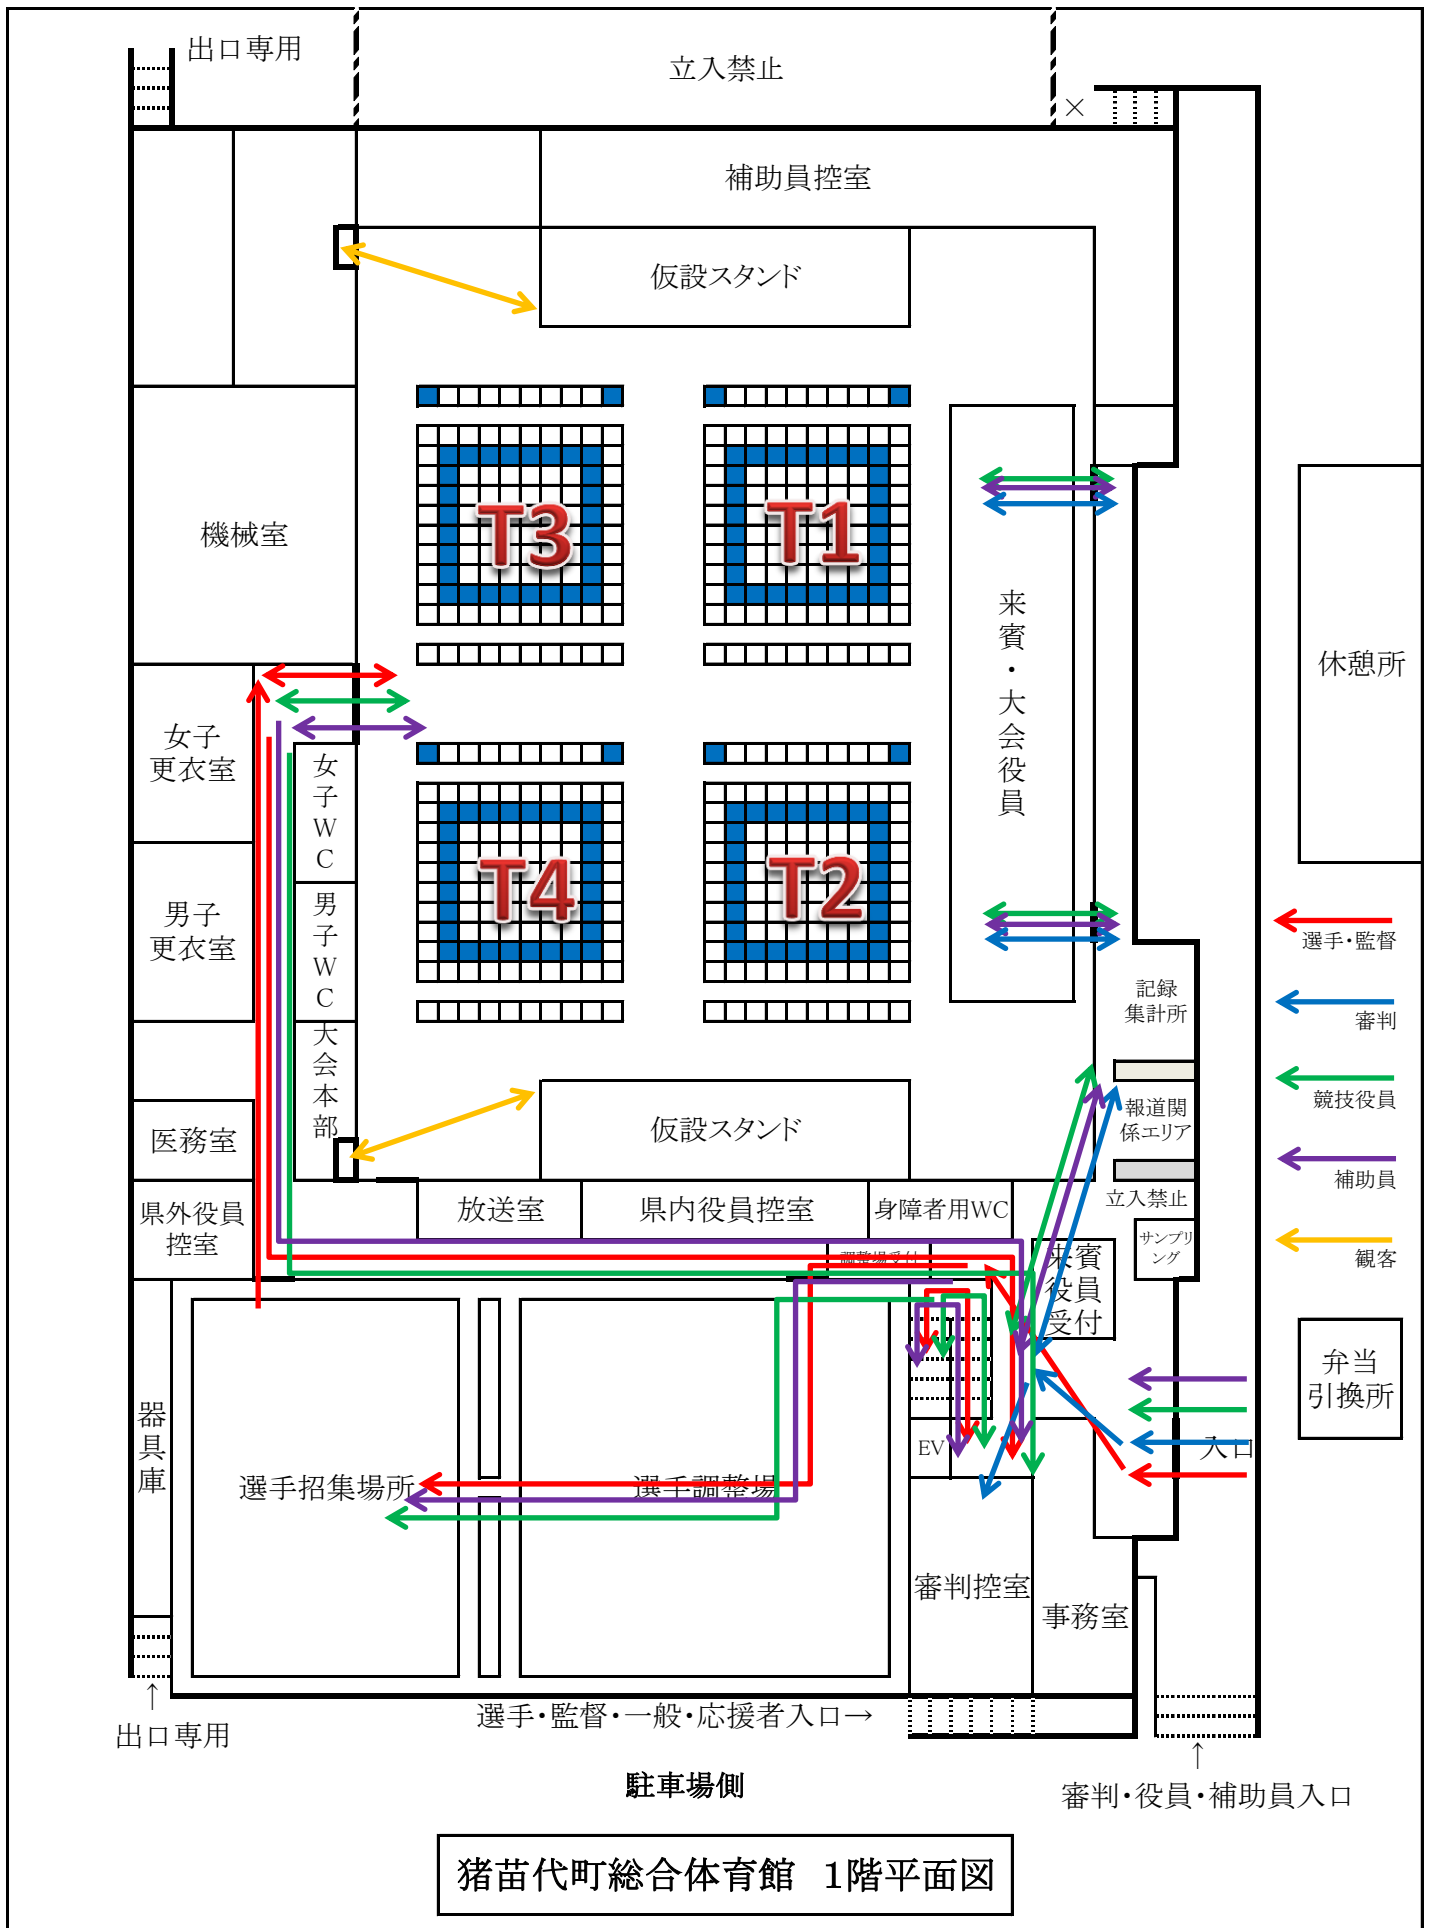 出口専用
立入禁止
×
補助員控室
仮設スタンド
機械室
T3
T1
来賓・大会役員
休憩所
女子
更衣室
女子WC
男子
更衣室
男子WC
T4
T2
選手・監督
記録
集計所
審判
大会本部
報道関
係エリア
競技役員
医務室
仮設スタンド
補助員
立入禁止
県外役員
控室
放送室
県内役員控室
身障者用WC
サンプリ
ング
観客
調整場受付
来賓
役員
受付
弁当
引換所
器具庫
EV
入口
選手招集場所
選手調整場
審判控室
事務室
↑
出口専用
選手・監督・一般・応援者入口→
↑
審判・役員・補助員入口
駐車場側
猪苗代町総合体育館 1階平面図